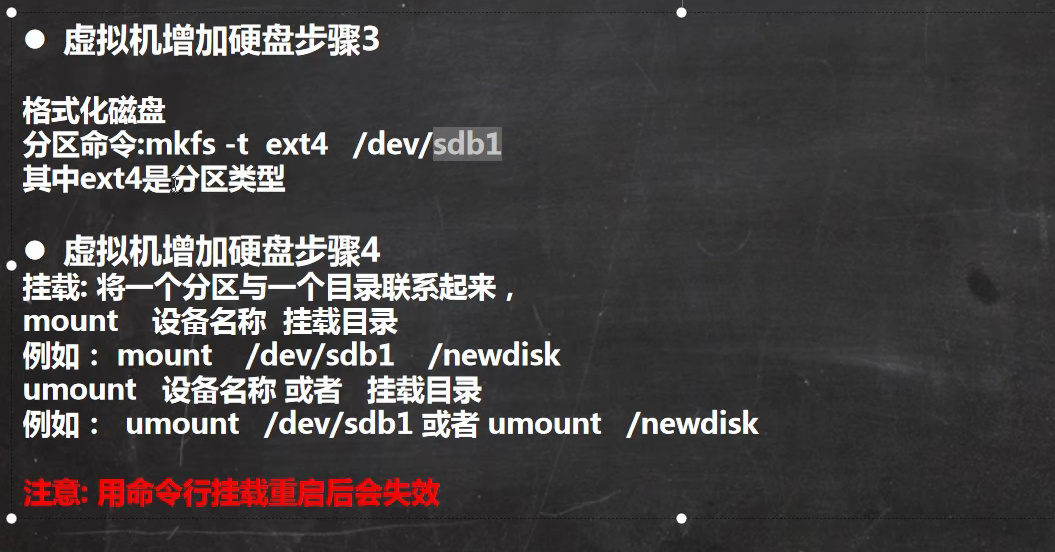 ● 虚拟机增加硬盘步骤3
格式化磁盘
分区命令:mkfs -t ext4 /dev/sdb1
其中ext4是分区类型
● 虚拟机增加硬盘步骤4
挂载: 将一个分区与一个目录联系起来，
mount 设备名称 挂载目录
例如： mount /dev/sdb1 /newdisk
umount 设备名称 或者 挂载目录
例如： umount /dev/sdb1 或者 umount /newdisk
注意: 用命令行挂载重启后会失效